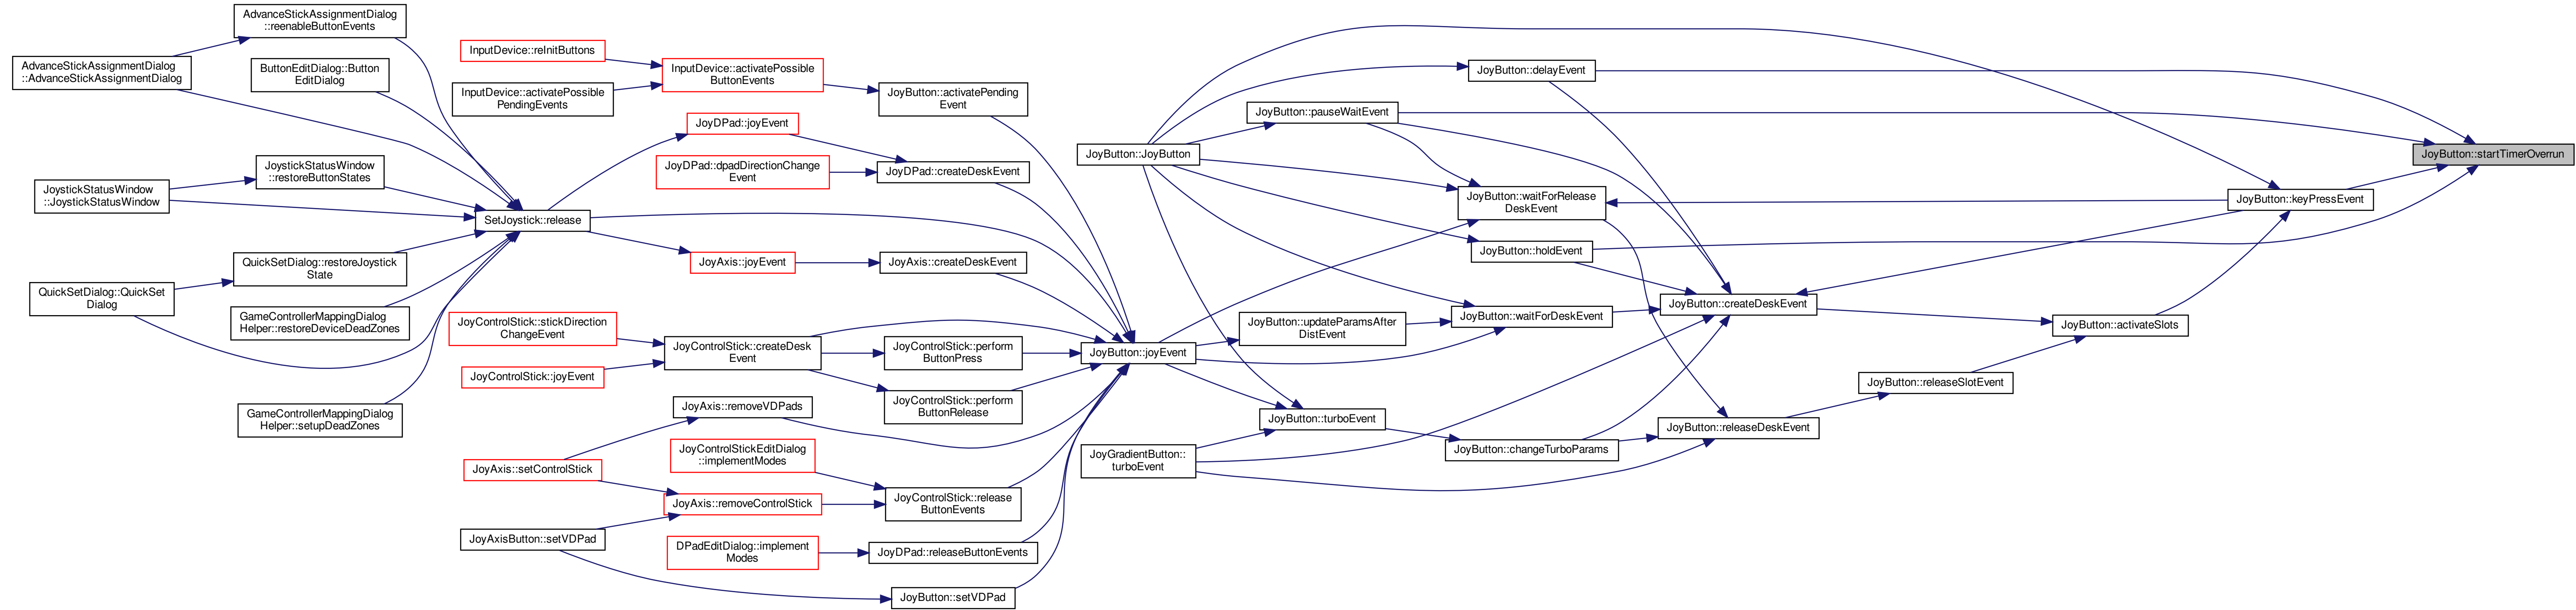 AdvanceStickAssignmentDialog
::reenableButtonEvents
AdvanceStickAssignmentDialog
::AdvanceStickAssignmentDialog
ButtonEditDialog::Button
EditDialog
JoystickStatusWindow
::restoreButtonStates
JoystickStatusWindow
::JoystickStatusWindow
SetJoystick::release
QuickSetDialog::restoreJoystick
State
QuickSetDialog::QuickSet
Dialog
GameControllerMappingDialog
Helper::restoreDeviceDeadZones
GameControllerMappingDialog
Helper::setupDeadZones
InputDevice::reInitButtons
InputDevice::activatePossible
PendingEvents
InputDevice::activatePossible
ButtonEvents
JoyButton::activatePending
Event
JoyDPad::joyEvent
JoyDPad::dpadDirectionChange
Event
JoyDPad::createDeskEvent
JoyAxis::joyEvent
JoyAxis::createDeskEvent
JoyControlStick::stickDirection
ChangeEvent
JoyControlStick::joyEvent
JoyControlStick::createDesk
Event
JoyControlStick::perform
ButtonPress
JoyControlStick::perform
ButtonRelease
JoyAxis::removeVDPads
JoyControlStickEditDialog
::implementModes
JoyAxis::setControlStick
JoyAxis::removeControlStick
JoyControlStick::release
ButtonEvents
JoyAxisButton::setVDPad
DPadEditDialog::implement
Modes
JoyDPad::releaseButtonEvents
JoyButton::setVDPad
JoyButton::JoyButton
JoyButton::joyEvent
JoyGradientButton::
turboEvent
JoyButton::delayEvent
JoyButton::pauseWaitEvent
JoyButton::waitForRelease
DeskEvent
JoyButton::holdEvent
JoyButton::updateParamsAfter
DistEvent
JoyButton::waitForDeskEvent
JoyButton::turboEvent
JoyButton::changeTurboParams
JoyButton::createDeskEvent
JoyButton::releaseDeskEvent
JoyButton::releaseSlotEvent
JoyButton::activateSlots
JoyButton::keyPressEvent
JoyButton::startTimerOverrun